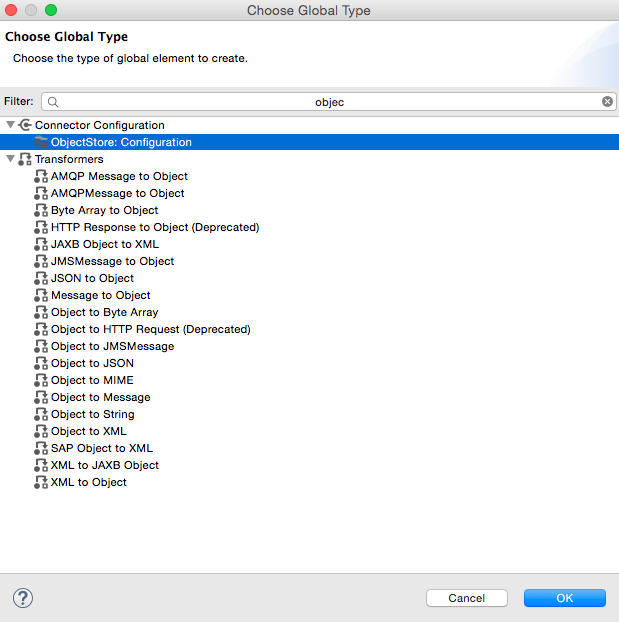 Choose Global Type
Choose Global Type
Choose the type of global element to create.
Filter: objec
Connector Configuration
ObjectStore: Configuration
Transformers
AMQP Message to Object
AMQPMessage to Object
Byte Array to Object
HTTP Response to Object (Deprecated)
JAXB Object to XML
JMSMessage to Object
JSON to Object
Message to Object
Object to Byte Array
Object to HTTP Request (Deprecated)
Object to JMSMessage
Object to JSON
Object to MIME
Object to Message
Object to String
Object to XML
SAP Object to XML
XML to JAXB Object
XML to Object
? Cancel OK